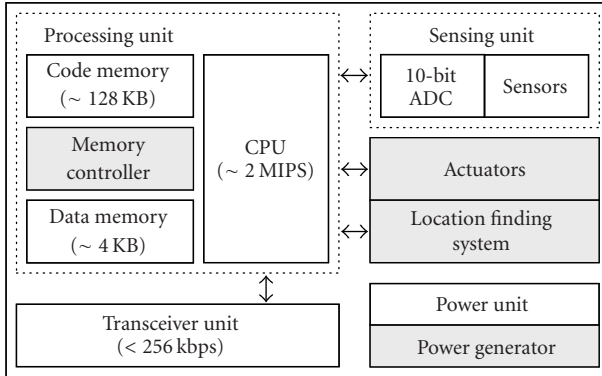 Processing unit
Code memory
(~ 128 KB)
Memory
controller
Data memory
(~ 4 KB)
CPU
(~ 2 MIPS)
Transceiver unit
(< 256 kbps)
Sensing unit
10-bit
ADC
Sensors
Actuators
Location finding
system
Power unit
Power generator